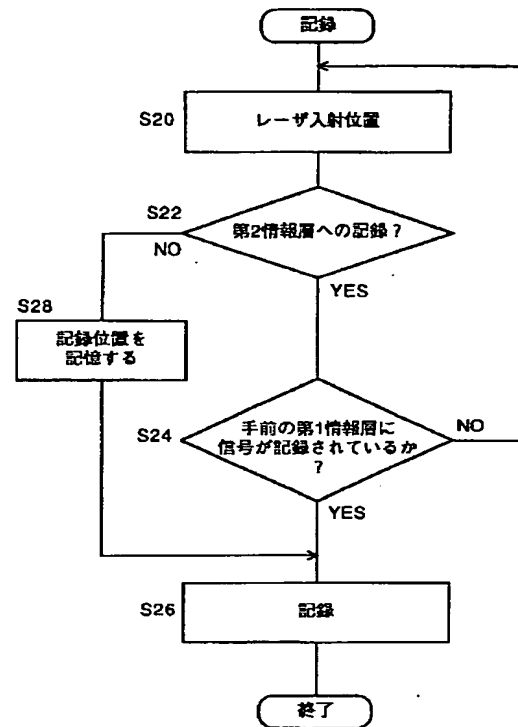 記録
S20
レーザ入射位置
S22
第2情報層への記録？
NO
YES
S28
記録位置を
記憶する
S24
手前の第1情報層に
信号が記録されているか
？
NO
YES
S26
記録
終了